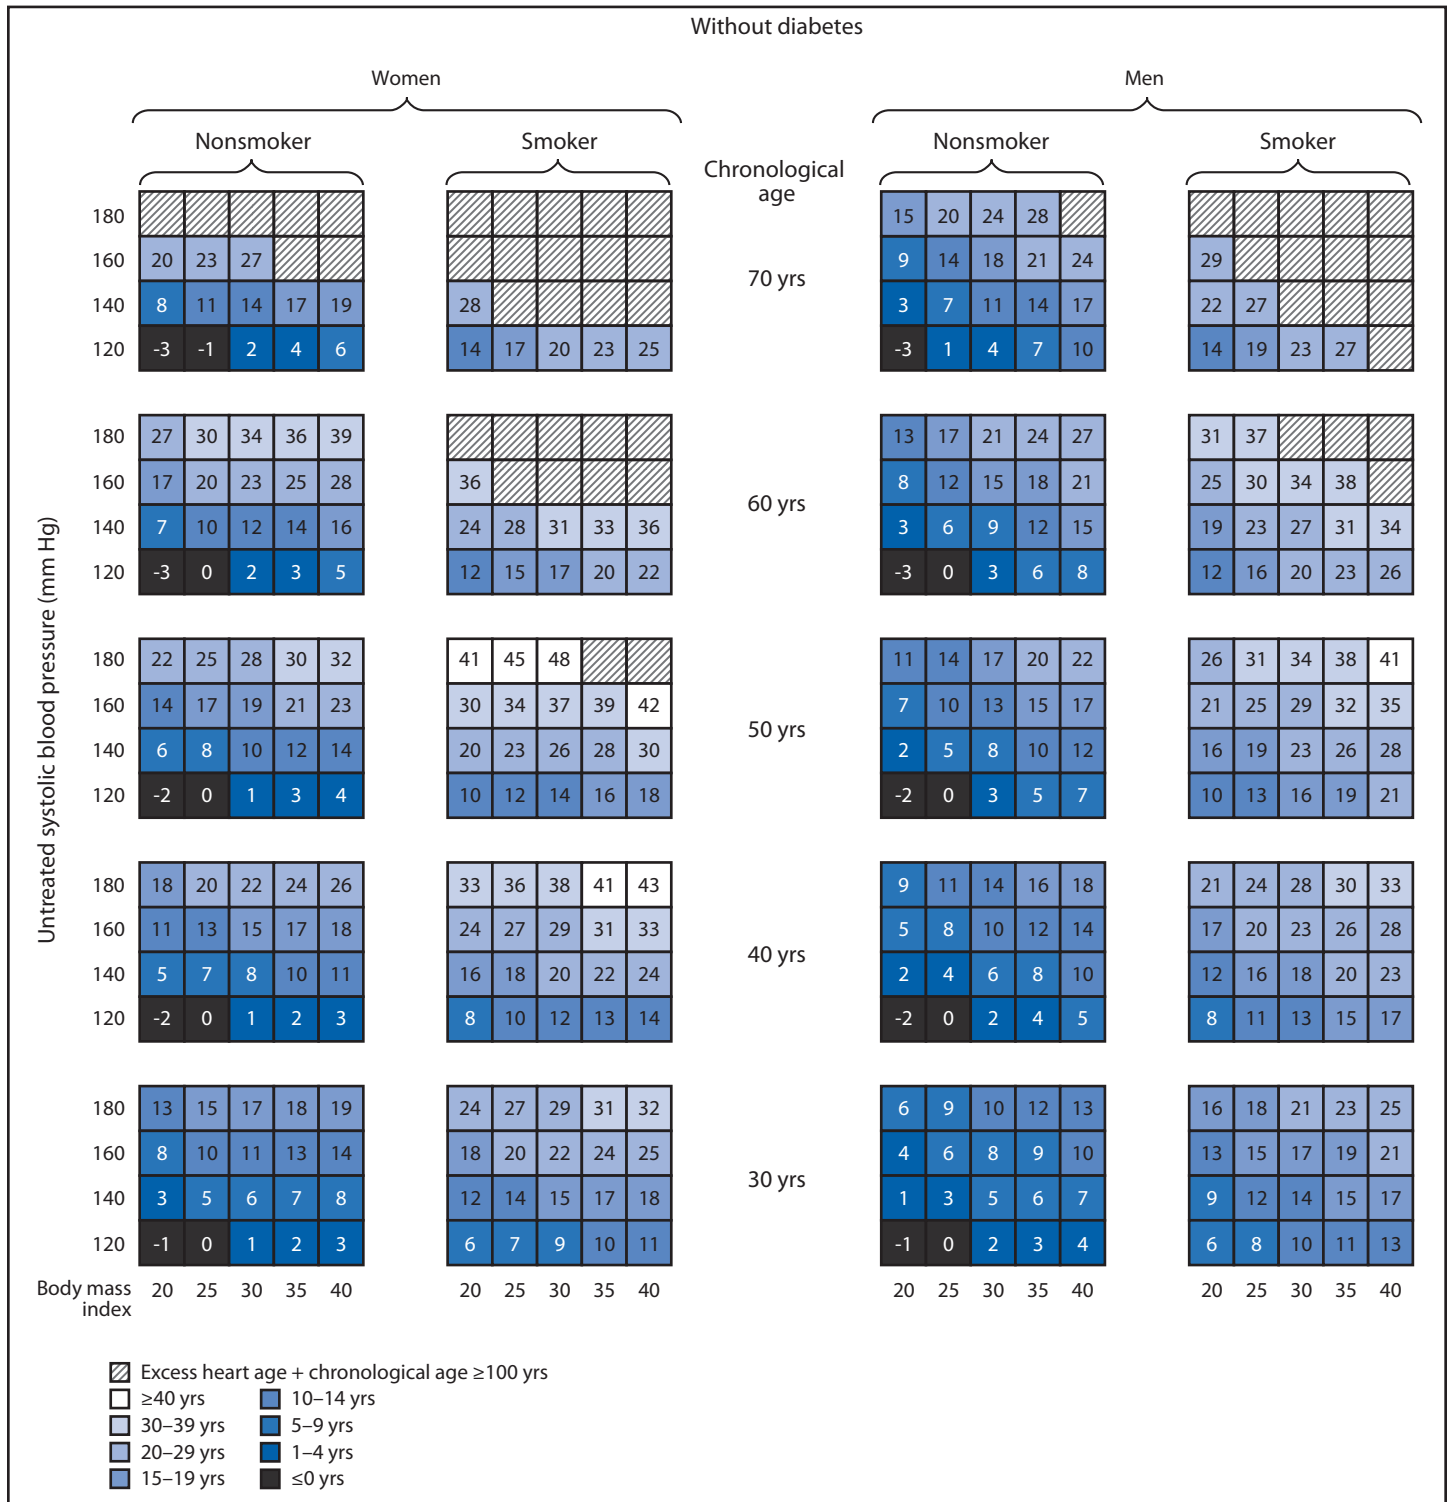 Without diabetes
Women Men
Nonsmoker Smoker Chronological age Nonsmoker Smoker
Untreated systolic blood pressure (mm Hg)
180 15 20 24 28
160 20 23 27 9 14 18 21 24 29
70 yrs
140 8 11 14 17 19 28 3 7 11 14 17 22 27
120 -3 -1 2 4 6 14 17 20 23 25 -3 1 4 7 10 14 19 23 27
180 27 30 34 36 39 13 17 21 24 27 31 37
160 17 20 23 25 28 36 8 12 15 18 21 25 30 34 38
60 yrs
140 7 10 12 14 16 24 28 31 33 36 3 6 9 12 15 19 23 27 31 34
120 -3 0 2 3 5 12 15 17 20 22 -3 0 3 6 8 12 16 20 23 26
180 22 25 28 30 32 41 45 48 11 14 17 20 22 26 31 34 38 41
160 14 17 19 21 23 30 34 37 39 42 7 10 13 15 17 21 25 29 32 35
50 yrs
140 6 8 10 12 14 20 23 26 28 30 2 5 8 10 12 16 19 23 26 28
120 -2 0 1 3 4 10 12 14 16 18 -2 0 3 5 7 10 13 16 19 21
180 18 20 22 24 26 33 36 38 41 43 9 11 14 16 18 21 24 28 30 33
160 11 13 15 17 18 24 27 29 31 33 5 8 10 12 14 17 20 23 26 28
40 yrs
140 5 7 8 10 11 16 18 20 22 24 2 4 6 8 10 12 16 18 20 23
120 -2 0 1 2 3 8 10 12 13 14 -2 0 2 4 5 8 11 13 15 17
180 13 15 17 18 19 24 27 29 31 32 6 9 10 12 13 16 18 21 23 25
160 8 10 11 13 14 18 20 22 24 25 4 6 8 9 10 13 15 17 19 21
30 yrs
140 3 5 6 7 8 12 14 15 17 18 1 3 5 6 7 9 12 14 15 17
120 -1 0 1 2 3 6 7 9 10 11 -1 0 2 3 4 6 8 10 11 13
Body mass index 20 25 30 35 40 20 25 30 35 40 20 25 30 35 40 20 25 30 35 40
Excess heart age + chronological age ≥100 yrs
≥40 yrs 10–14 yrs
30–39 yrs 5–9 yrs
20–29 yrs 1–4 yrs
15–19 yrs ≤0 yrs